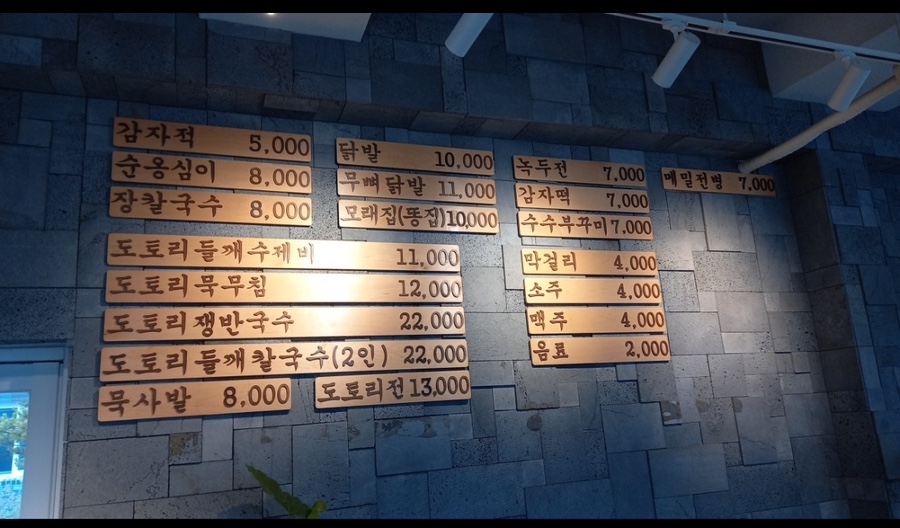 감자적 5,000
순옹심이 8,000
장칼국수 8,000
도토리들깨수제비 11,000
도토리묵무침 12,000
도토리쟁반국수 22,000
도토리들깨칼국수(2인) 22,000
묵사발 8,000
도토리전 13,000
닭발 10,000
무뼈닭발 11,000
모래집(똥집) 10,000
녹두전 7,000
감자떡 7,000
수수부꾸미 7,000
막걸리 4,000
소주 4,000
맥주 4,000
음료 2,000
메밀전병 7,000